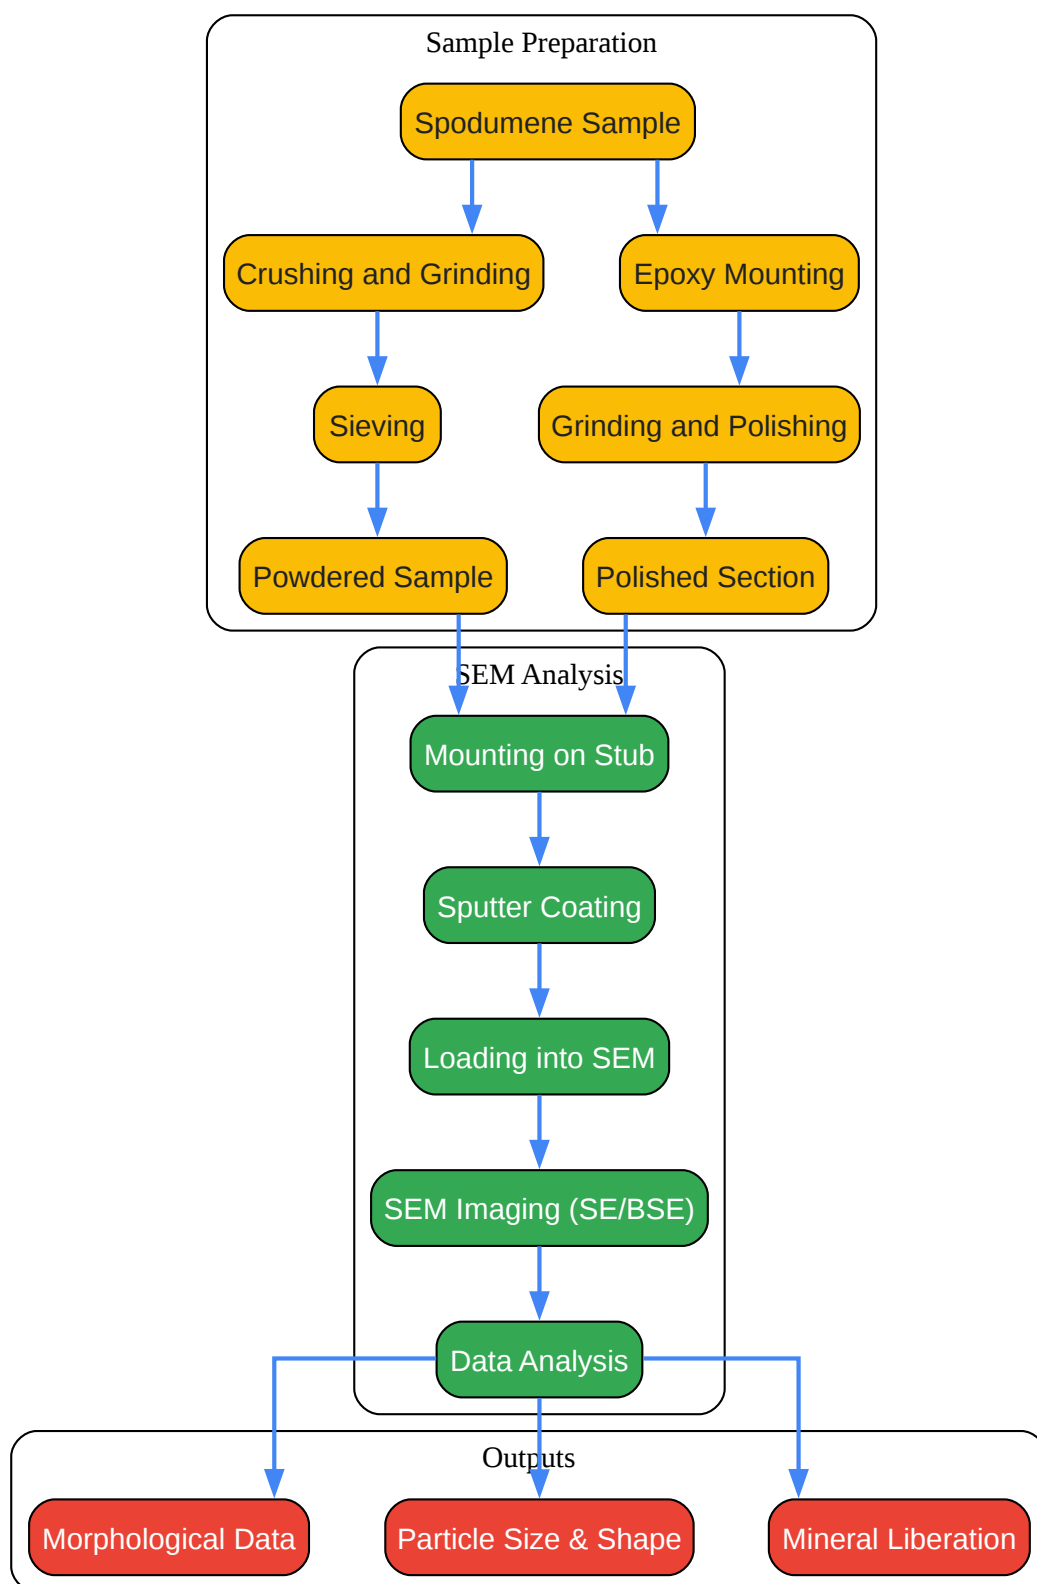 Sample Preparation
Spodumene Sample
Crushing and Grinding
Epoxy Mounting
Sieving
Grinding and Polishing
Powdered Sample
Polished Section
SEM Analysis
Mounting on Stub
Sputter Coating
Loading into SEM
SEM Imaging (SE/BSE)
Data Analysis
Outputs
Morphological Data
Particle Size & Shape
Mineral Liberation